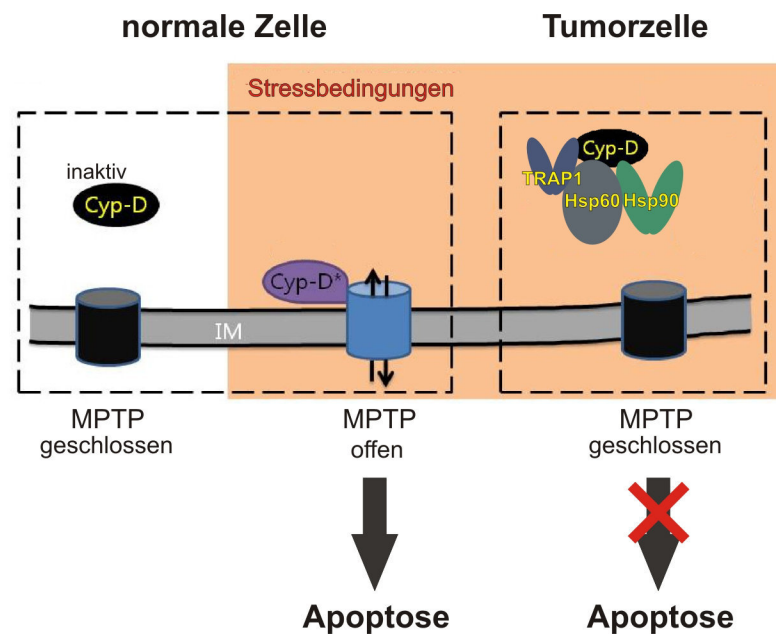 normale Zelle
Tumorzelle
Stressbedingungen
inaktiv
Cyp-D
Cyp-D*
IM
Cyp-D
TRAP1
Hsp60
Hsp90
MPTP
geschlossen
MPTP
offen
MPTP
geschlossen
Apoptose
Apoptose